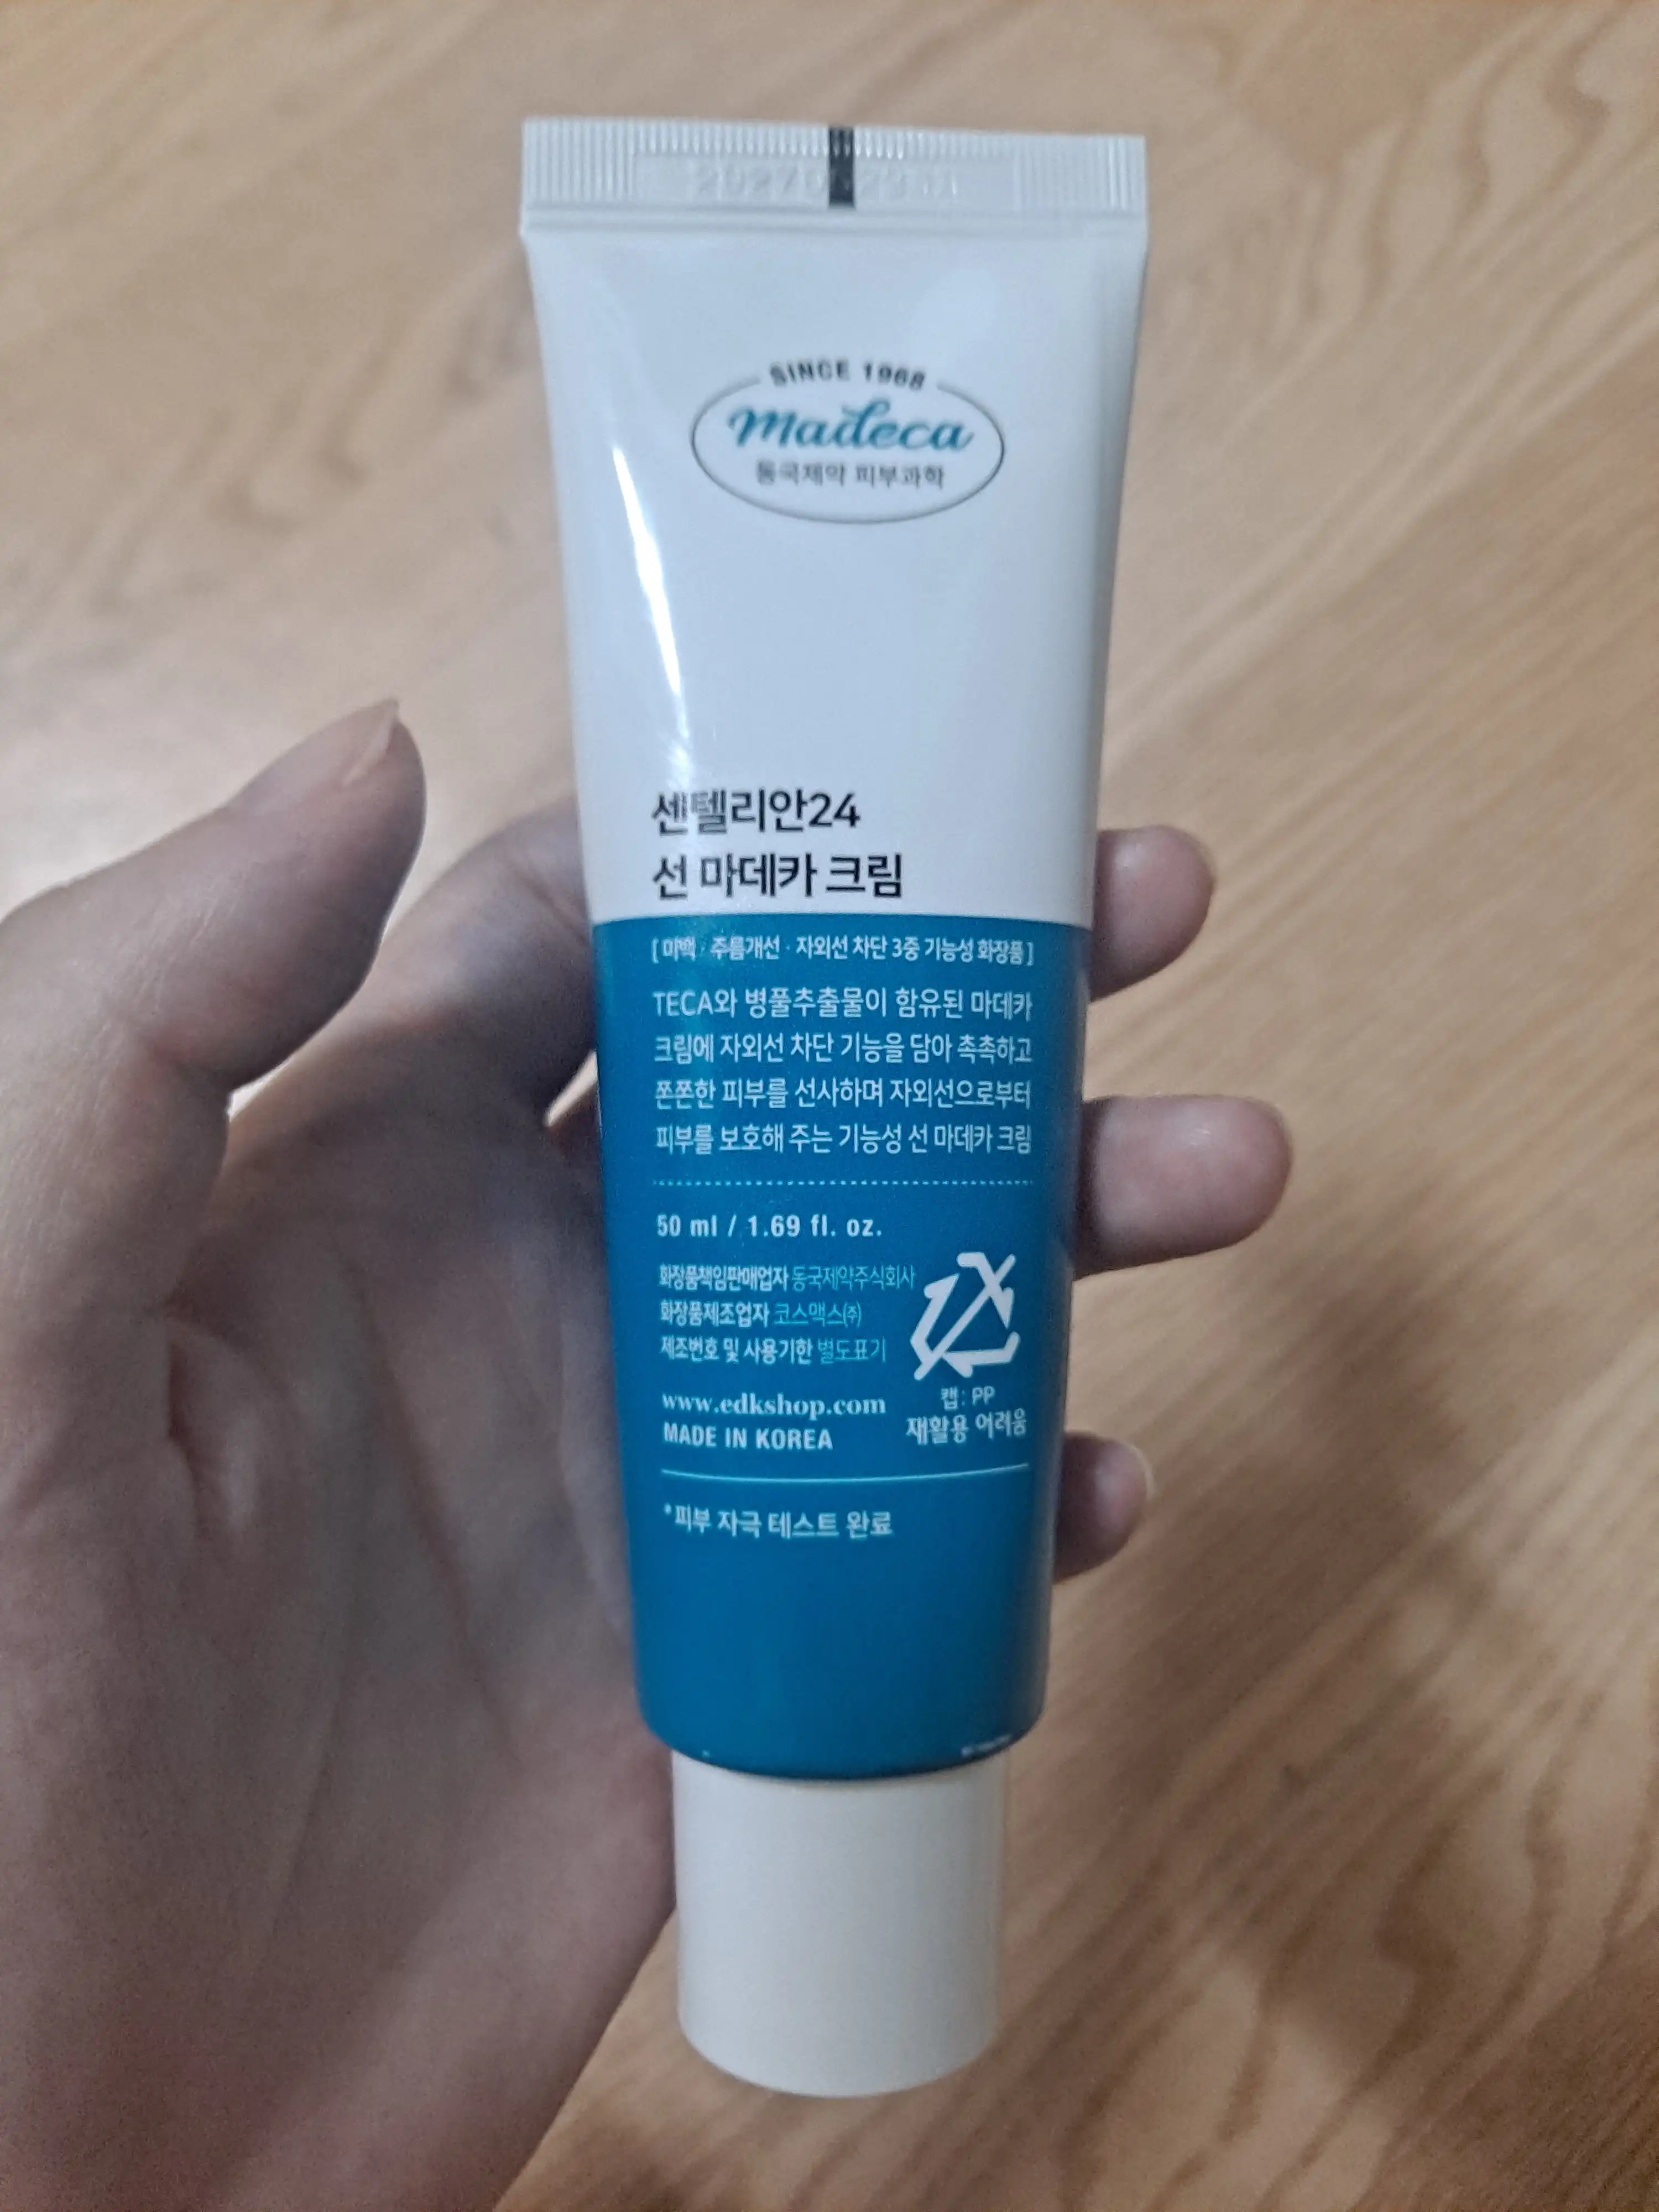 SINCE 1968
madeca
동국제약 피부과학
센텔리안24
선 마데카 크림
[ 미백 · 주름개선 · 자외선 차단 3중 기능성 화장품 ]
TECA와 병풀추출물이 함유된 마데카
크림에 자외선 차단 기능을 담아 촉촉하고
쫀쫀한 피부를 선사하며 자외선으로부터
피부를 보호해 주는 기능성 선 마데카 크림
50 ml / 1.69 fl. oz.
화장품책임판매업자 동국제약주식회사
화장품제조업자 코스맥스㈜
제조번호 및 사용기한 별도표기
www.edkshop.com
MADE IN KOREA
캡: PP
재활용 어려움
*피부 자극 테스트 완료